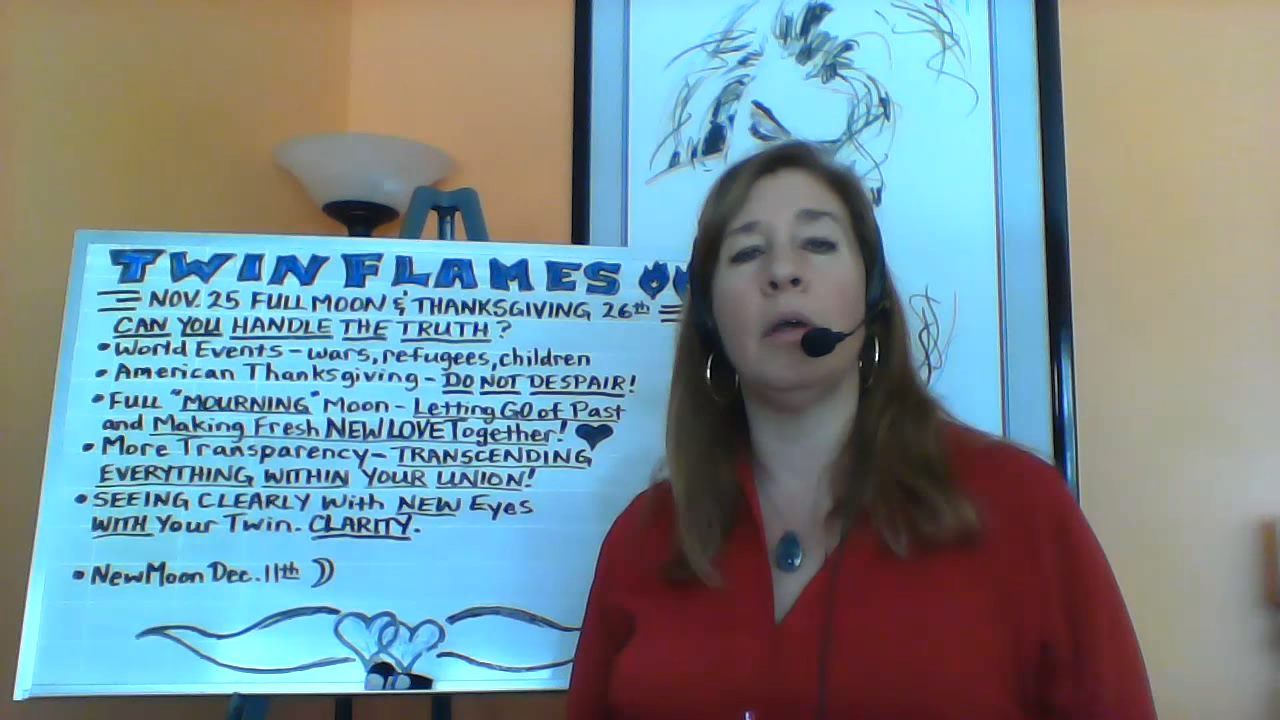 TWIN FLAMES
NOV. 25 FULL MOON & THANKSGIVING 26th
CAN YOU HANDLE THE TRUTH?
• World Events - wars, refugees, children
• American Thanksgiving - DO NOT DESPAIR!
• FULL "MOURNING" Moon - Letting GO of Past
and Making Fresh NEW LOVE Together!
• More Transparency - TRANSCENDING
EVERYTHING WITHIN YOUR UNION!
• SEEING CLEARLY With NEW Eyes
WITH Your Twin. CLARITY.
• New Moon Dec. 11th